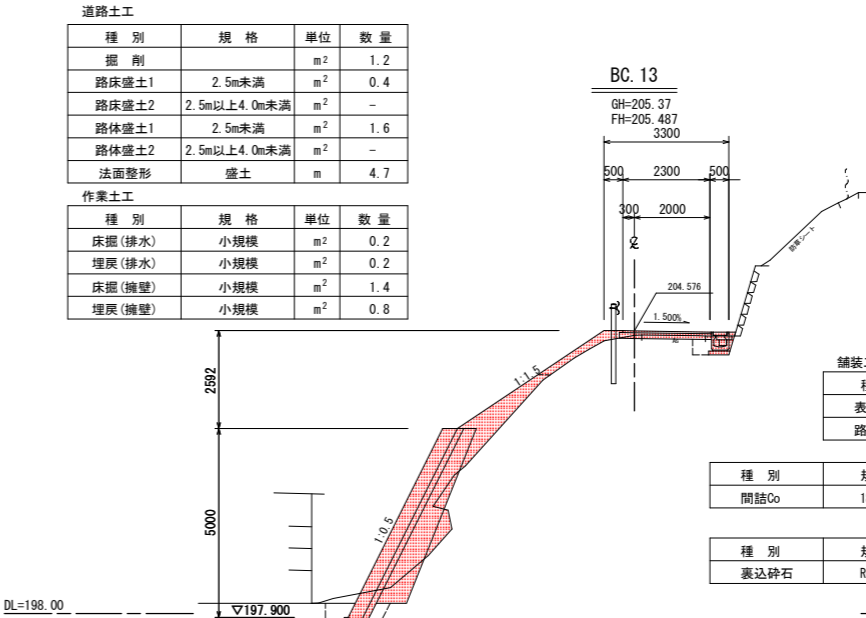 道路土工
種 別 規 格 単位 数 量
掘 削 m² 1.2
路床盛土1 2.5m未満 m² 0.4
路床盛土2 2.5m以上4.0m未満 m² －
路体盛土1 2.5m未満 m² 1.6
路体盛土2 2.5m以上4.0m未満 m² －
法面整形 盛土 m 4.7
作業土工
種 別 規 格 単位 数 量
床掘(排水) 小規模 m² 0.2
埋戻(排水) 小規模 m² 0.2
床掘(擁壁) 小規模 m² 1.4
埋戻(擁壁) 小規模 m² 0.8
BC.13
GH=205.37
FH=205.487
3300
500 2300 500
300 2000
防草シート
204.576
1.500%
1:1.5
2592
5000
1:0.5
▽197.900
DL=198.00
舗装
表
路
種 別
間詰Co 1
種 別
裏込砕石 R